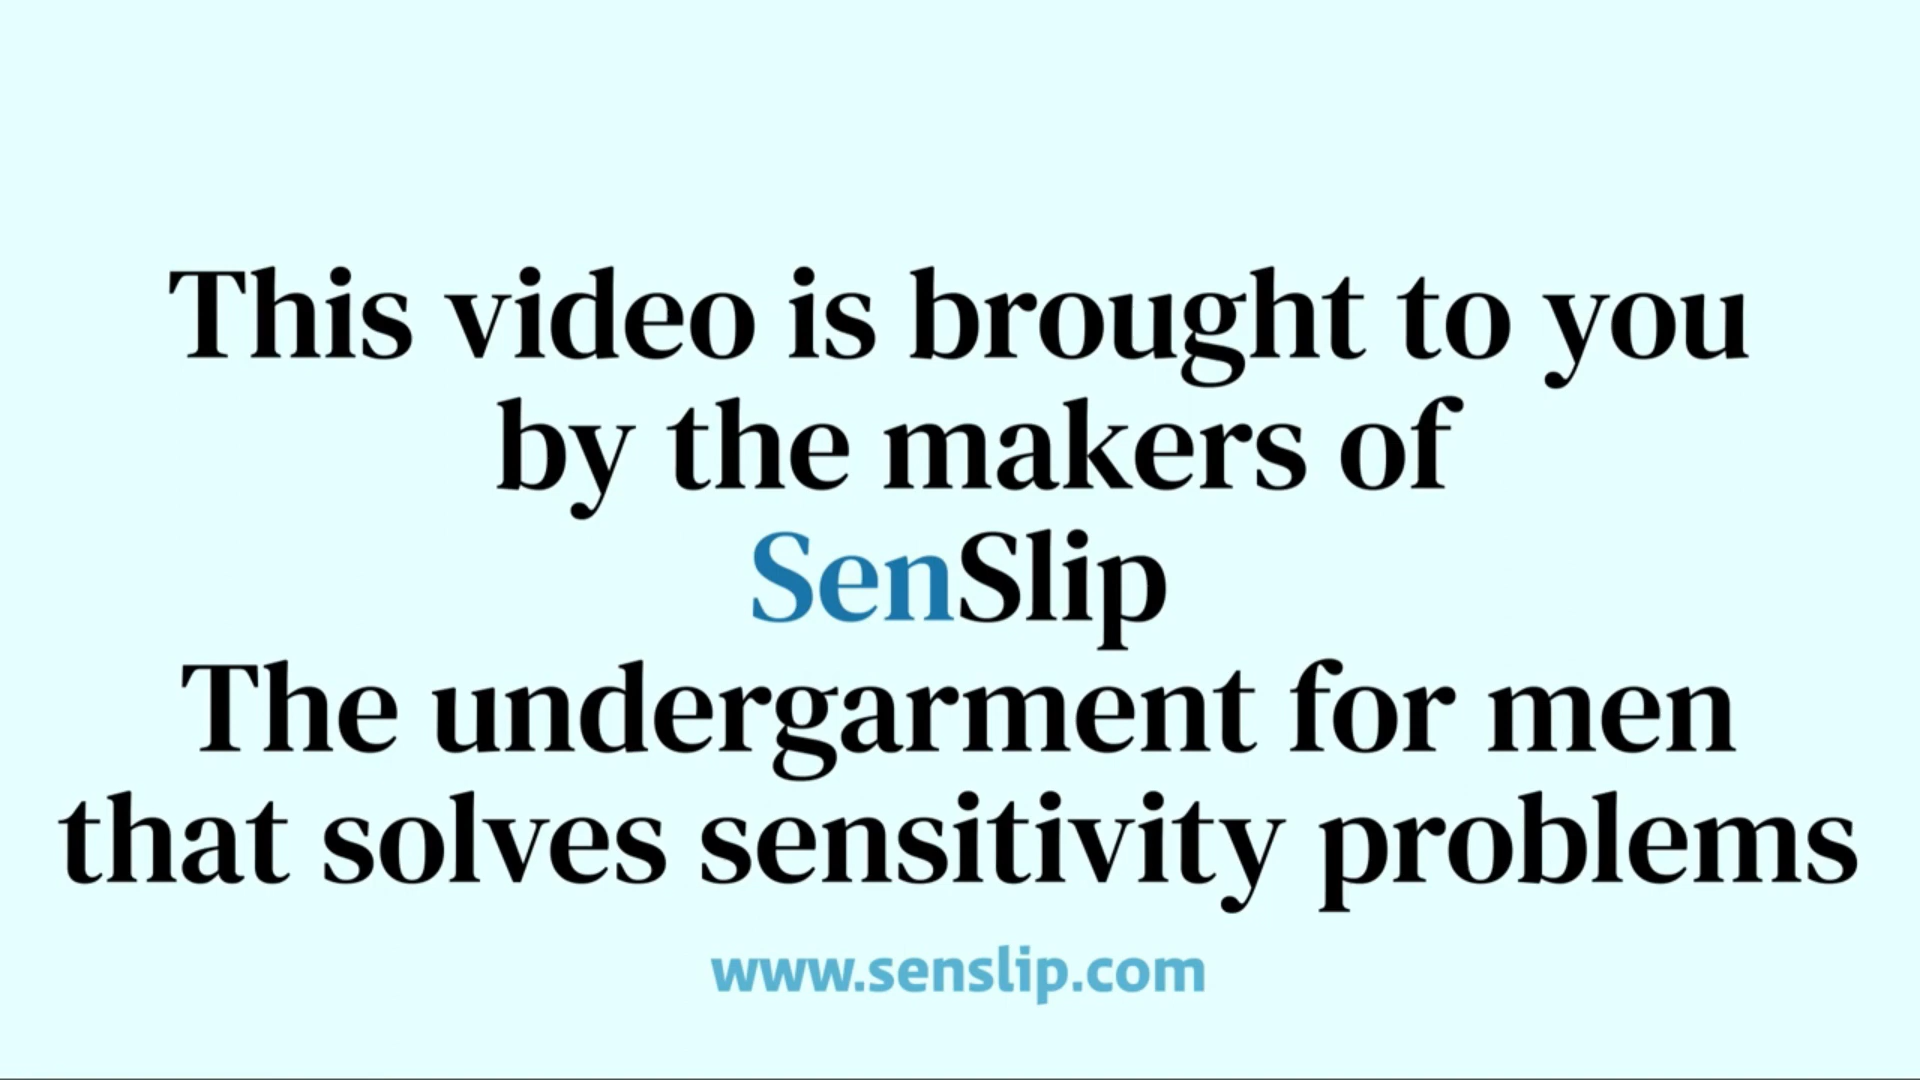 This video is brought to you
by the makers of
SenSlip
The undergarment for men
that solves sensitivity problems
www.senslip.com